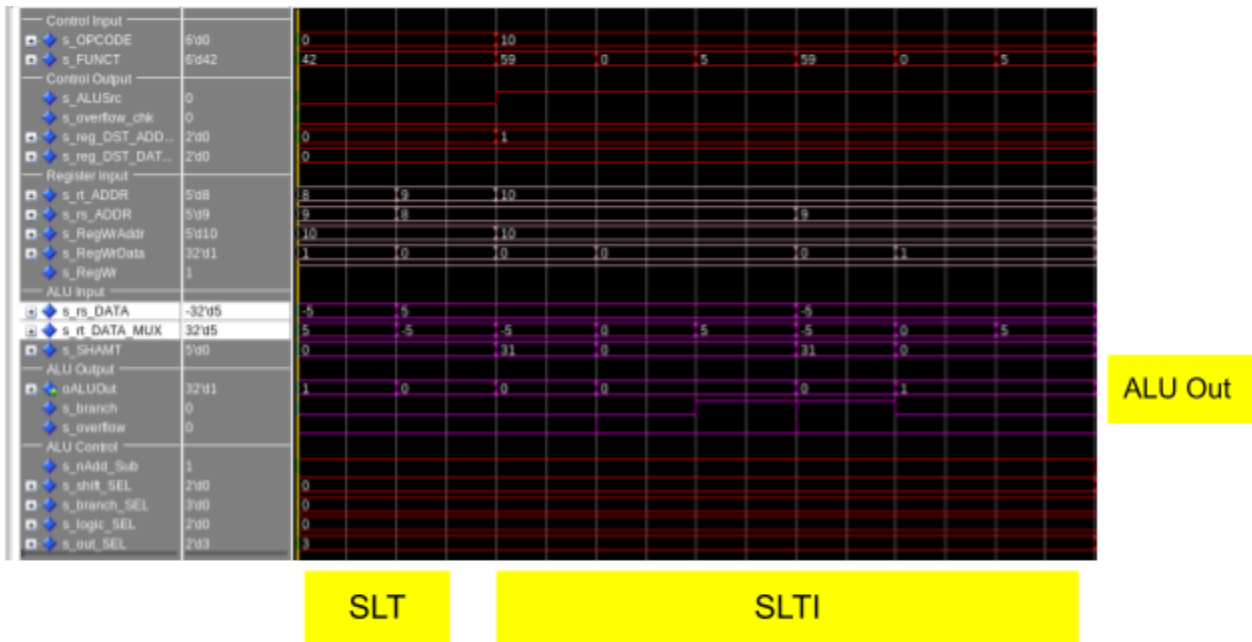 Control Input
s_OPCODE 6'd0 0 10
s_FUNCT 6'd42 42 59 0 5 59 0 5
Control Output
s_ALUSrc 0
s_overflow_chk 0
s_reg_DST_ADD... 2'd0 0 1
s_reg_DST_DAT... 2'd0 0
Register Input
s_rt_ADDR 5'd8 8 9 10
s_rs_ADDR 5'd9 9 8 9
s_RegWrAddr 5'd10 10 10
s_RegWrData 32'd1 1 0 0 0 0 1
s_RegWr 1
ALU Input
s_rs_DATA -32'd5 -5 5 -5
s_rt_DATA_MUX 32'd5 5 -5 -5 0 5 -5 0 5
s_SHAMT 5'd0 0 31 0 31 0
ALU Output
oALUOut 32'd1 1 0 0 0 0 1
ALU Out
s_branch 0
s_overflow 0
ALU Control
s_nAdd_Sub 1
s_shift_SEL 2'd0 0
s_branch_SEL 3'd0 0
s_logic_SEL 2'd0 0
s_out_SEL 2'd3 3
SLT SLTI